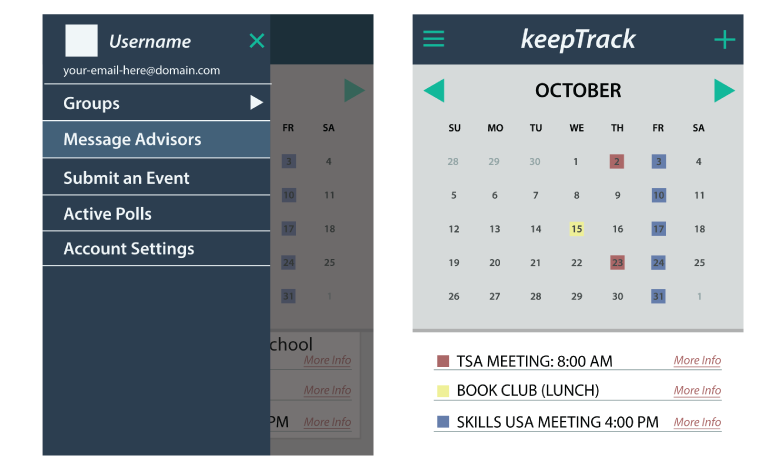 Username
your-email-here@domain.com
Groups
Message Advisors
Submit an Event
Active Polls
Account Settings
FR SA
3 4
10 11
17 18
24 25
31 1
chool
More Info
More Info
PM More Info
keepTrack
OCTOBER
SU MO TU WE TH FR SA
28 29 30 1 2 3 4
5 6 7 8 9 10 11
12 13 14 15 16 17 18
19 20 21 22 23 24 25
26 27 28 29 30 31 1
TSA MEETING: 8:00 AM More Info
BOOK CLUB (LUNCH) More Info
SKILLS USA MEETING 4:00 PM More Info